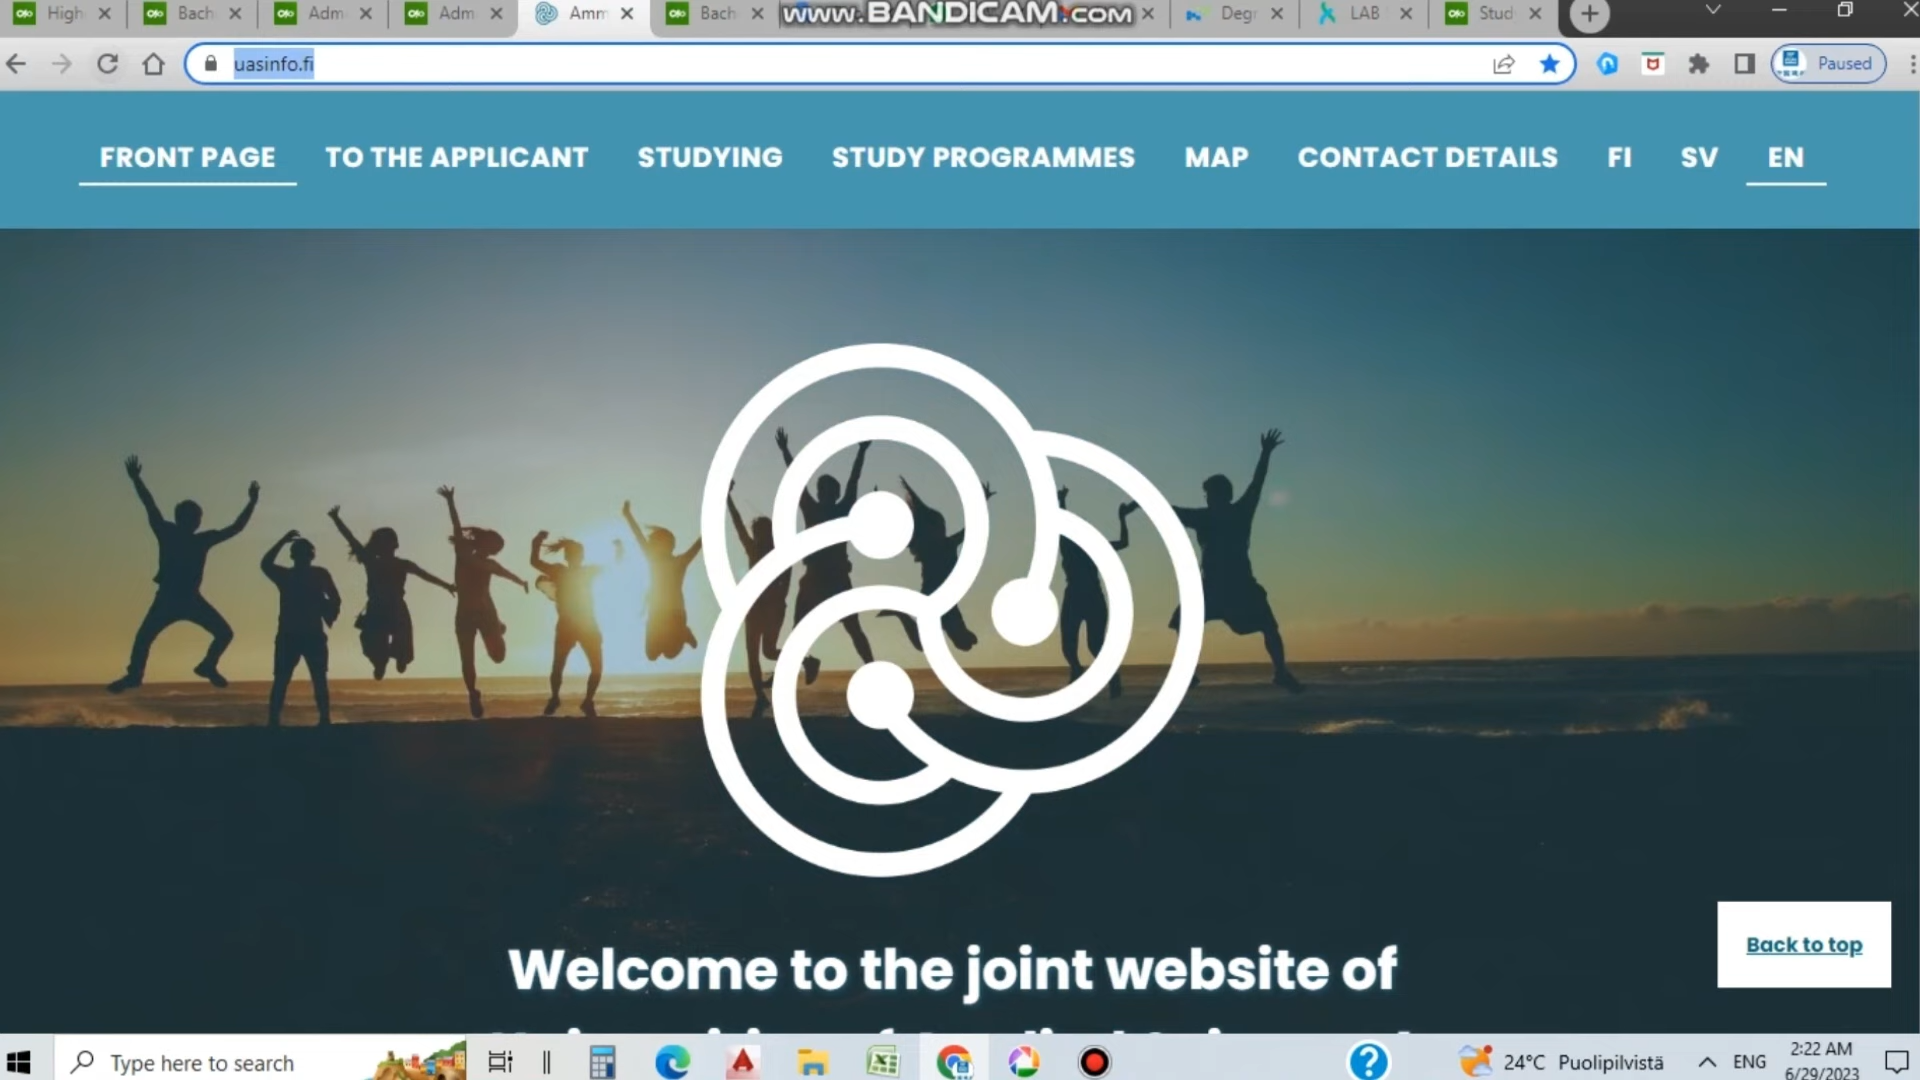 High
Bach
Adm
Adm
Amm
Bach
WWW.BANDICAM.COM
Degr
LAB
Stud
uasinfo.fi
Paused
FRONT PAGE
TO THE APPLICANT
STUDYING
STUDY PROGRAMMES
MAP
CONTACT DETAILS
FI
SV
EN
Welcome to the joint website of
Back to top
Type here to search
24°C Puolipilvistä
ENG
2:22 AM
6/29/2023